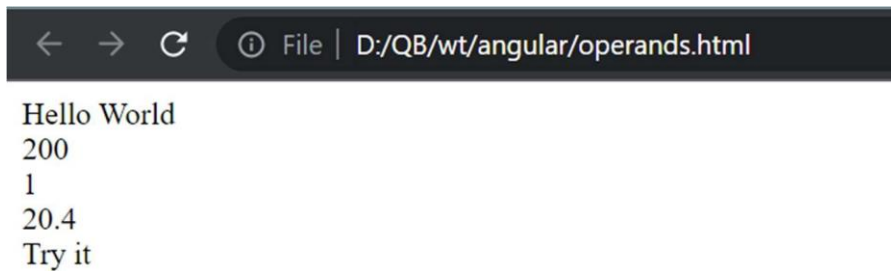 File D:/QB/wt/angular/operands.html
Hello World
200
1
20.4
Try it